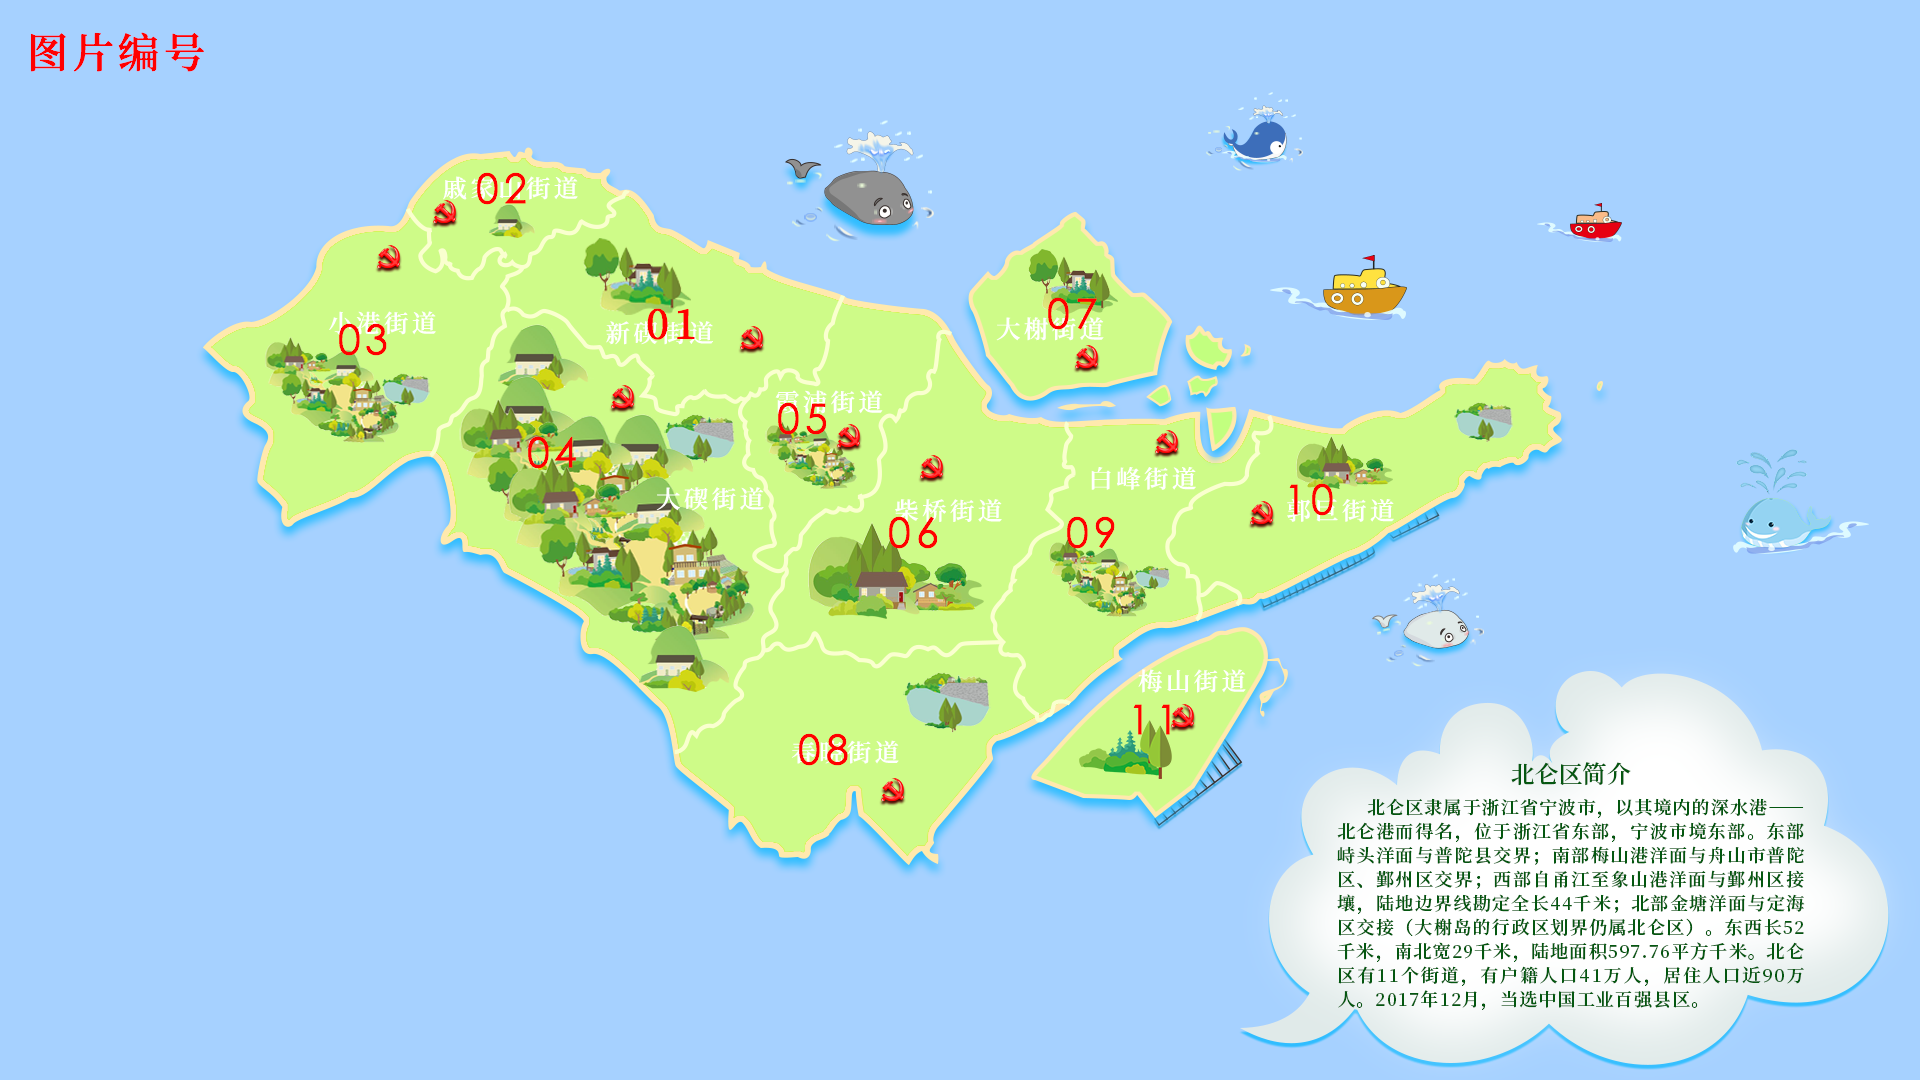 图片编号
02
戚家山街道
03
小港街道
01
新碶街道
07
大榭街道
04
大碶街道
05
霞浦街道
06
柴桥街道
09
白峰街道
10
郭巨街道
11
梅山街道
08
街道
北仑区简介
北仑区隶属于浙江省宁波市，以其境内的深水港——
北仑港而得名，位于浙江省东部，宁波市境东部。东部
峙头洋面与普陀县交界；南部梅山港洋面与舟山市普陀
区、鄞州区交界；西部自甬江至象山港洋面与鄞州区接
壤，陆地边界线勘定全长44千米；北部金塘洋面与定海
区交接（大榭岛的行政区划界仍属北仑区）。东西长52
千米，南北宽29千米，陆地面积597.76平方千米。北仑
区有11个街道，有户籍人口41万人，居住人口近90万
人。2017年12月，当选中国工业百强县区。